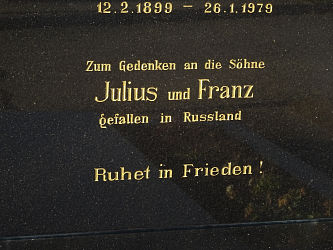 12.2.1899 – 26.1.1979
Zum Gedenken an die Söhne
Julius und Franz
gefallen in Russland
Ruhet in Frieden !